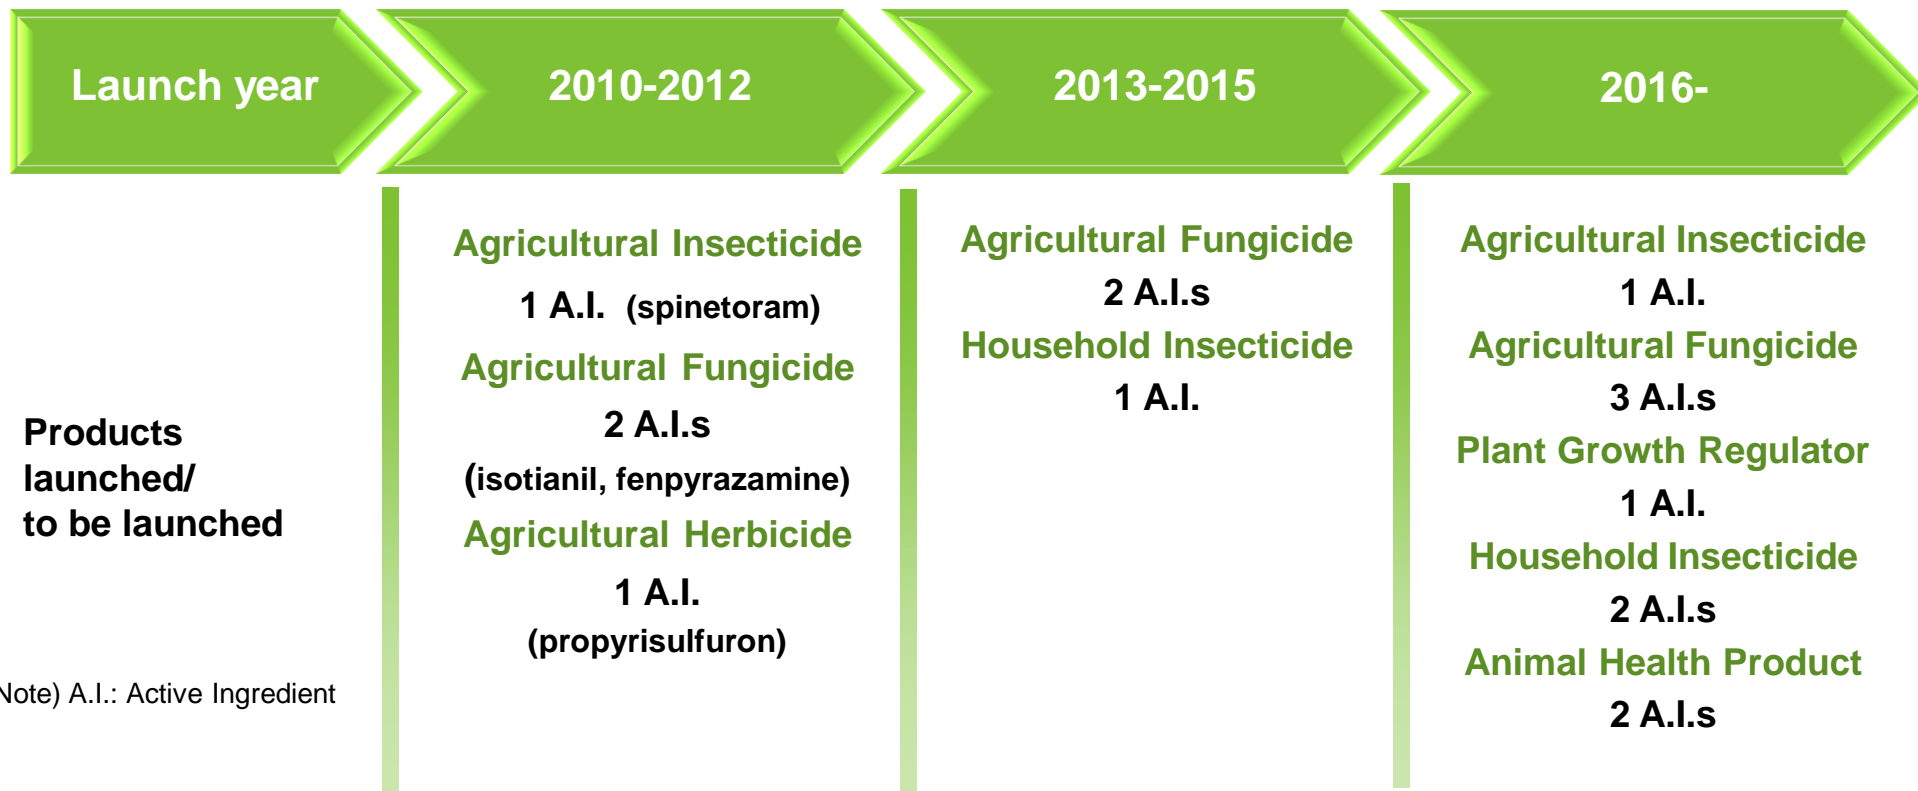 Launch year
2010-2012
2013-2015
2016-
Products
launched/
to be launched
Agricultural Insecticide
1 A.I. (spinetoram)
Agricultural Fungicide
2 A.I.s
(isotianil, fenpyrazamine)
Agricultural Herbicide
1 A.I.
(propyrisulfuron)
Agricultural Fungicide
2 A.I.s
Household Insecticide
1 A.I.
Agricultural Insecticide
1 A.I.
Agricultural Fungicide
3 A.I.s
Plant Growth Regulator
1 A.I.
Household Insecticide
2 A.I.s
Animal Health Product
2 A.I.s
Note) A.I.: Active Ingredient